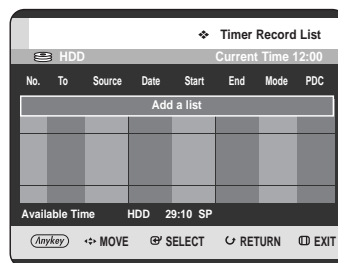 ❖ Timer Record List
HDD Current Time 12:00
No. To Source Date Start End Mode PDC
Add a list
Available Time HDD 29:10 SP
Anykey MOVE SELECT RETURN EXIT